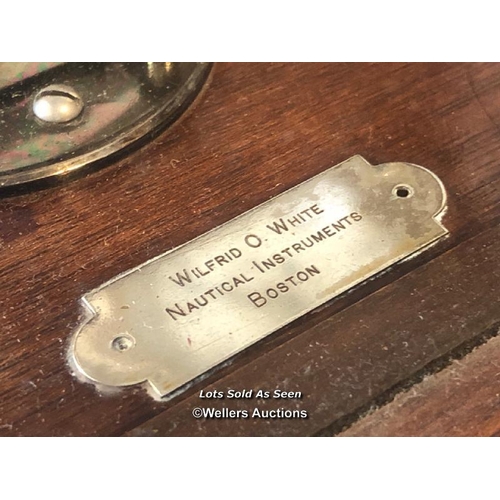 WILFRID O. WHITE
NAUTICAL INSTRUMENTS
BOSTON
Lots Sold As Seen
©Wellers Auctions